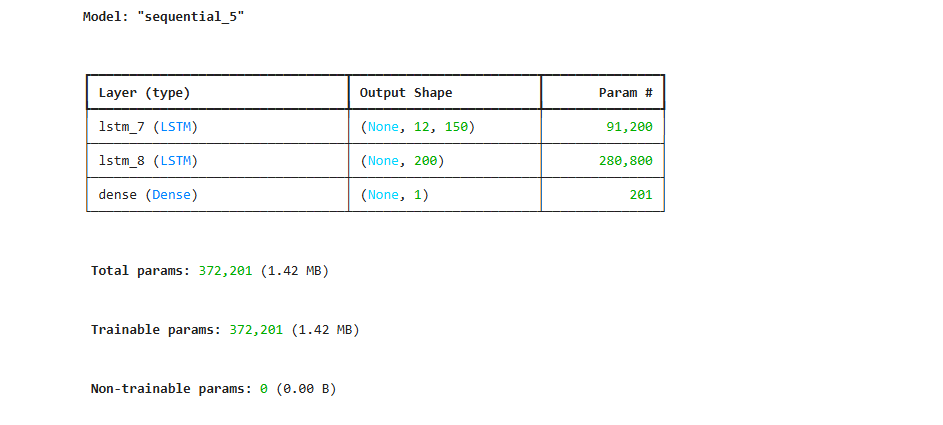 Model: "sequential_5"
Layer (type) Output Shape Param #
lstm_7 (LSTM) (None, 12, 150) 91,200
lstm_8 (LSTM) (None, 200) 280,800
dense (Dense) (None, 1) 201
Total params: 372,201 (1.42 MB)
Trainable params: 372,201 (1.42 MB)
Non-trainable params: 0 (0.00 B)